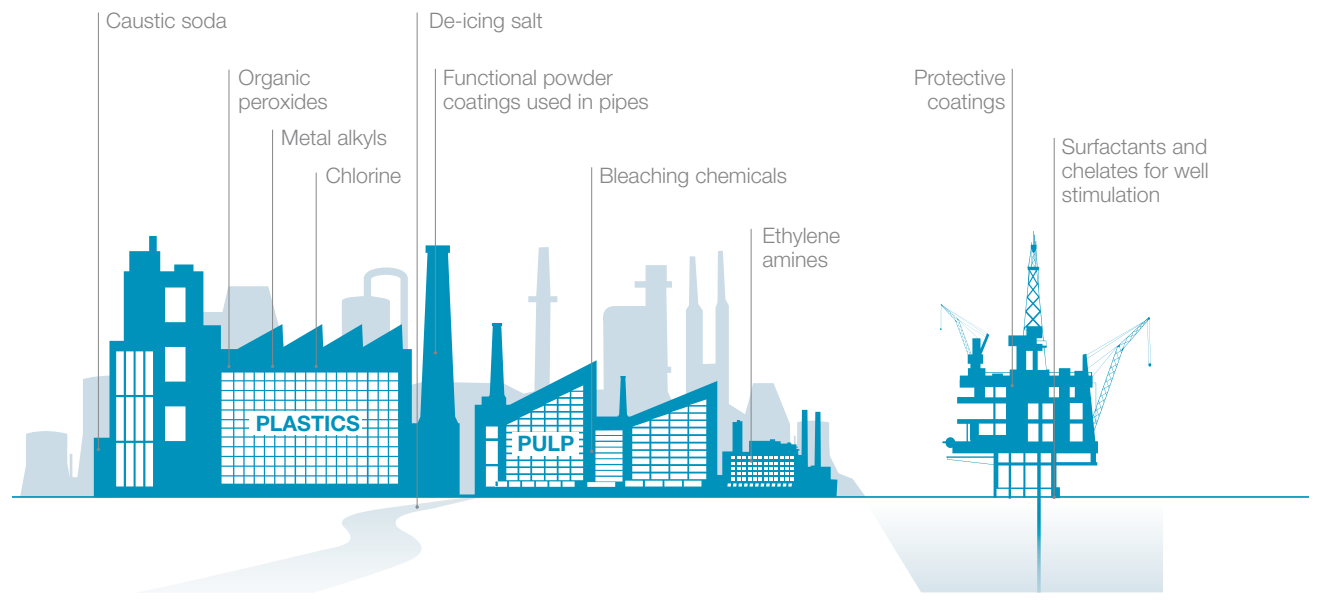 Caustic soda
De-icing salt
Organic
peroxides
Functional powder
coatings used in pipes
Protective
coatings
Metal alkyls
Surfactants and
chelates for well
stimulation
Chlorine
Bleaching chemicals
Ethylene
amines
PLASTICS
PULP